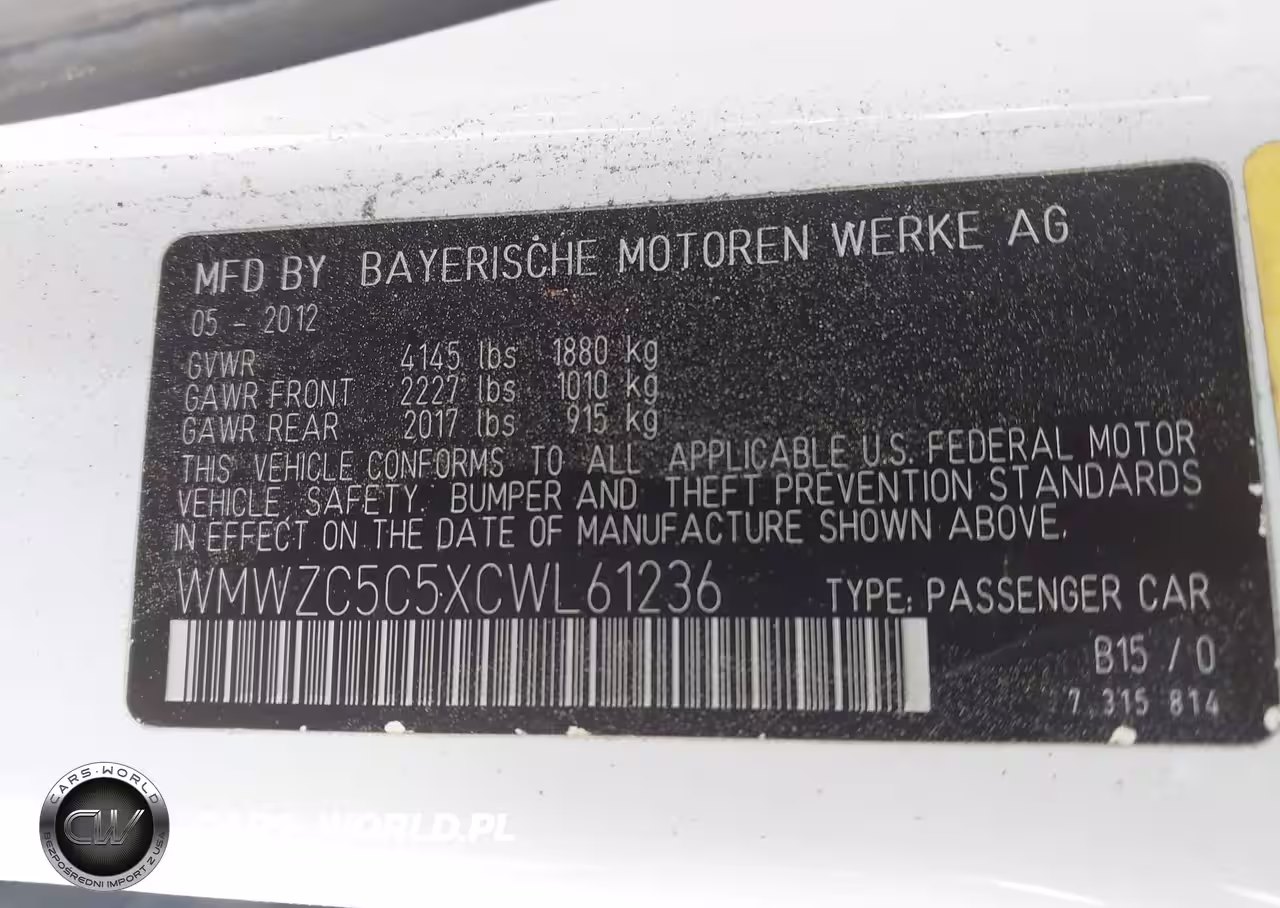 MFD BY BAYERISCHE MOTOREN WERKE AG
05 - 2012
GVWR 4145 lbs 1880 kg
GAWR FRONT 2227 lbs 1010 kg
GAWR REAR 2017 lbs 915 kg
THIS VEHICLE CONFORMS TO ALL APPLICABLE U.S. FEDERAL MOTOR
VEHICLE SAFETY, BUMPER AND THEFT PREVENTION STANDARDS
IN EFFECT ON THE DATE OF MANUFACTURE SHOWN ABOVE.
WMWZC5C5XCWL61236 TYPE: PASSENGER CAR
B15 / 0
7 315 814
CARS-WORLD
CW
BEZPOŚREDNI IMPORT Z USA
CARS-WORLD.PL